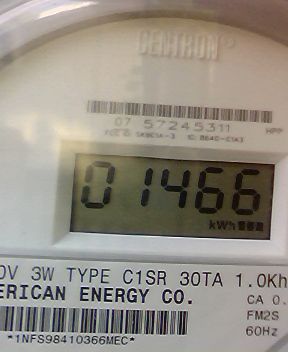 CENTRON®
07 57245311
HPP
01466
kWh
0V 3W TYPE C1SR 30TA 1.0Kh
ERICAN ENERGY CO.
CA 0.
FM2S
60Hz
*1NFS98410366MEC*